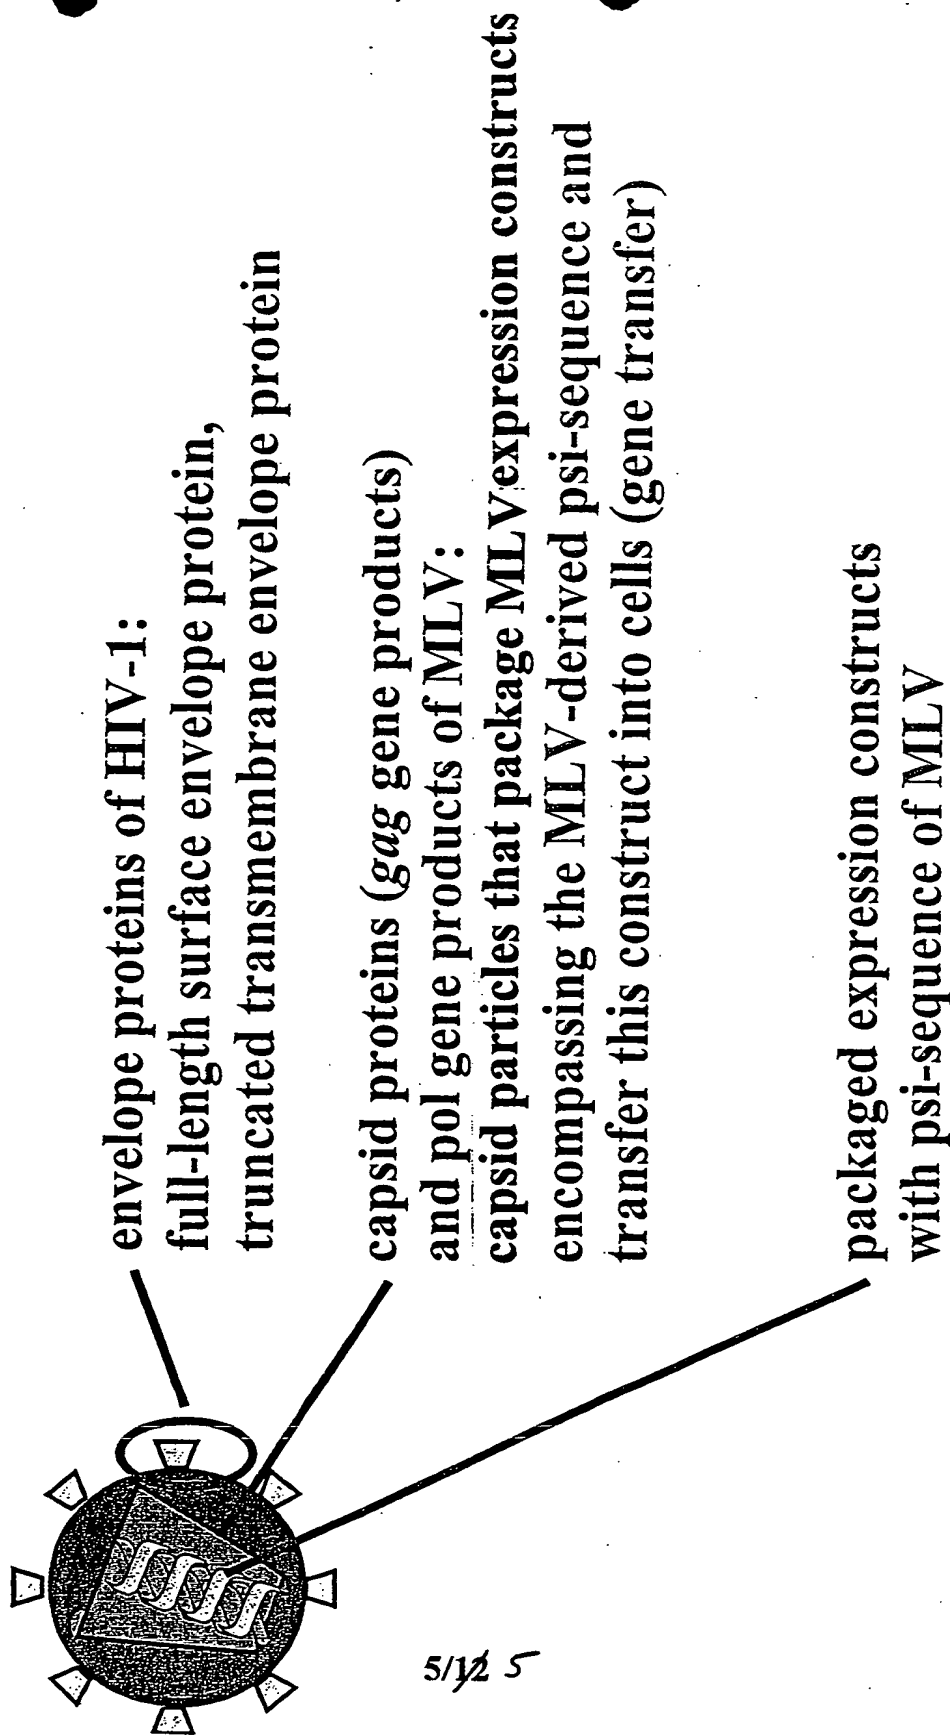 envelope proteins of HIV-1:
full-length surface envelope protein,
truncated transmembrane envelope protein
capsid proteins (gag gene products)
and pol gene products of MLV:
capsid particles that package MLV expression constructs
encompassing the MLV-derived psi-sequence and
transfer this construct into cells (gene transfer)
packaged expression constructs
with psi-sequence of MLV
5/12 5